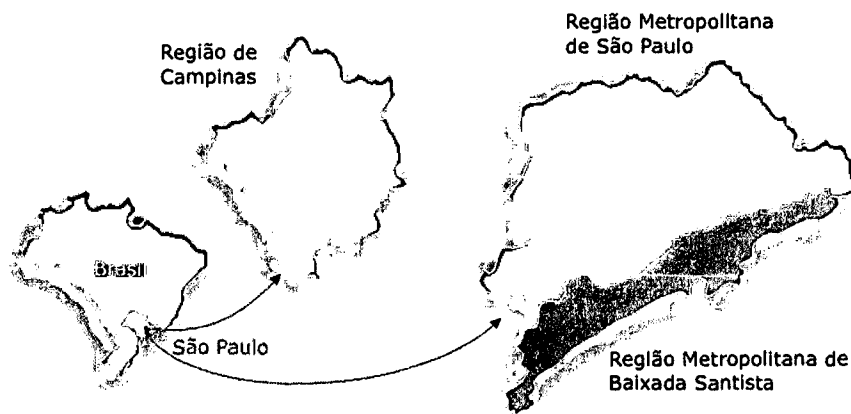 Região de
Campinas
Região Metropolitana
de São Paulo
Brasil
São Paulo
Região Metropolitana de
Baixada Santista